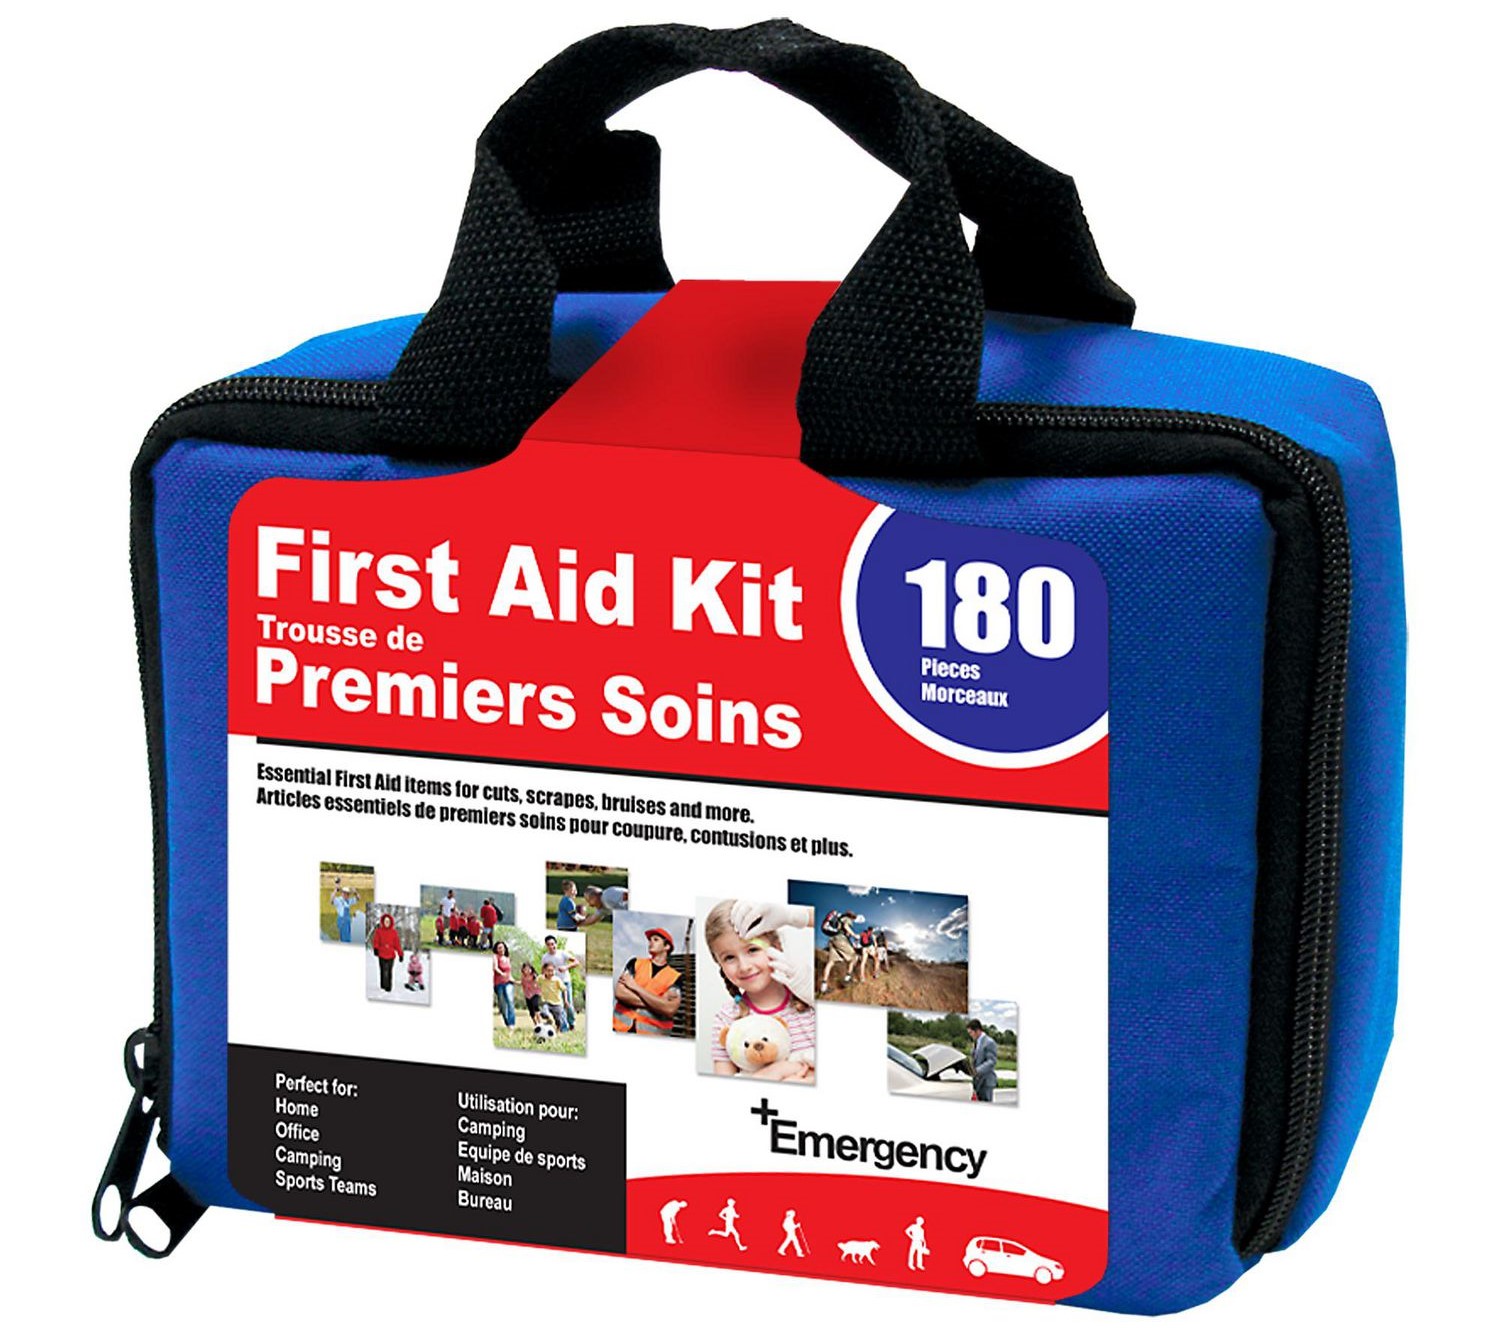 First Aid Kit
Trousse de
Premiers Soins
180
Pieces
Morceaux
Essential First Aid items for cuts, scrapes, bruises and more.
Articles essentiels de premiers soins pour coupure, contusions et plus.
Perfect for:
Home
Office
Camping
Sports Teams
Utilisation pour:
Camping
Equipe de sports
Maison
Bureau
+Emergency